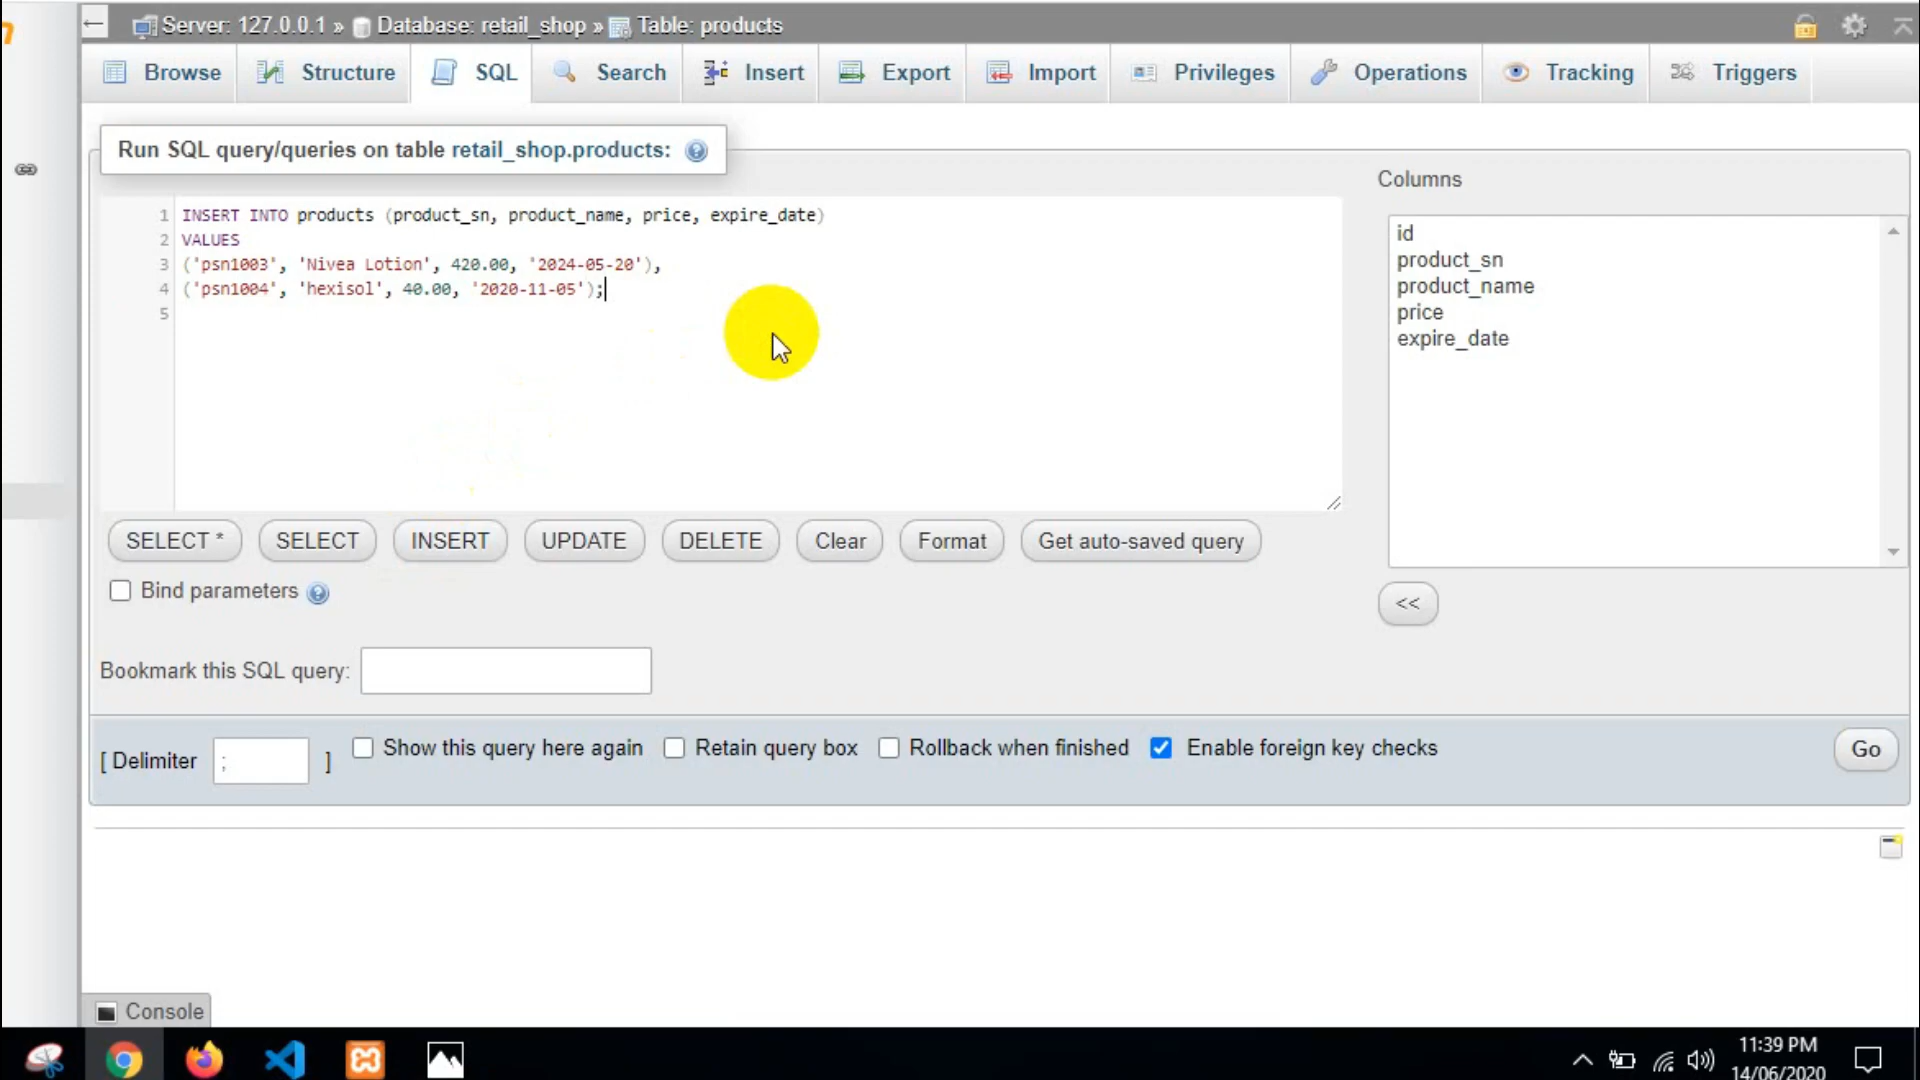 Server: 127.0.0.1 » Database: retail_shop » Table: products
Browse Structure SQL Search Insert Export Import Privileges Operations Tracking Triggers
Run SQL query/queries on table retail_shop.products:
Columns
1 INSERT INTO products (product_sn, product_name, price, expire_date)
2 VALUES
3 ('psn1003', 'Nivea Lotion', 420.00, '2024-05-20'),
4 ('psn1004', 'hexisol', 40.00, '2020-11-05');
5
id
product_sn
product_name
price
expire_date
SELECT * SELECT INSERT UPDATE DELETE Clear Format Get auto-saved query
Bind parameters
<<
Bookmark this SQL query:
[ Delimiter ; ] Show this query here again Retain query box Rollback when finished Enable foreign key checks Go
Console
11:39 PM
14/06/2020